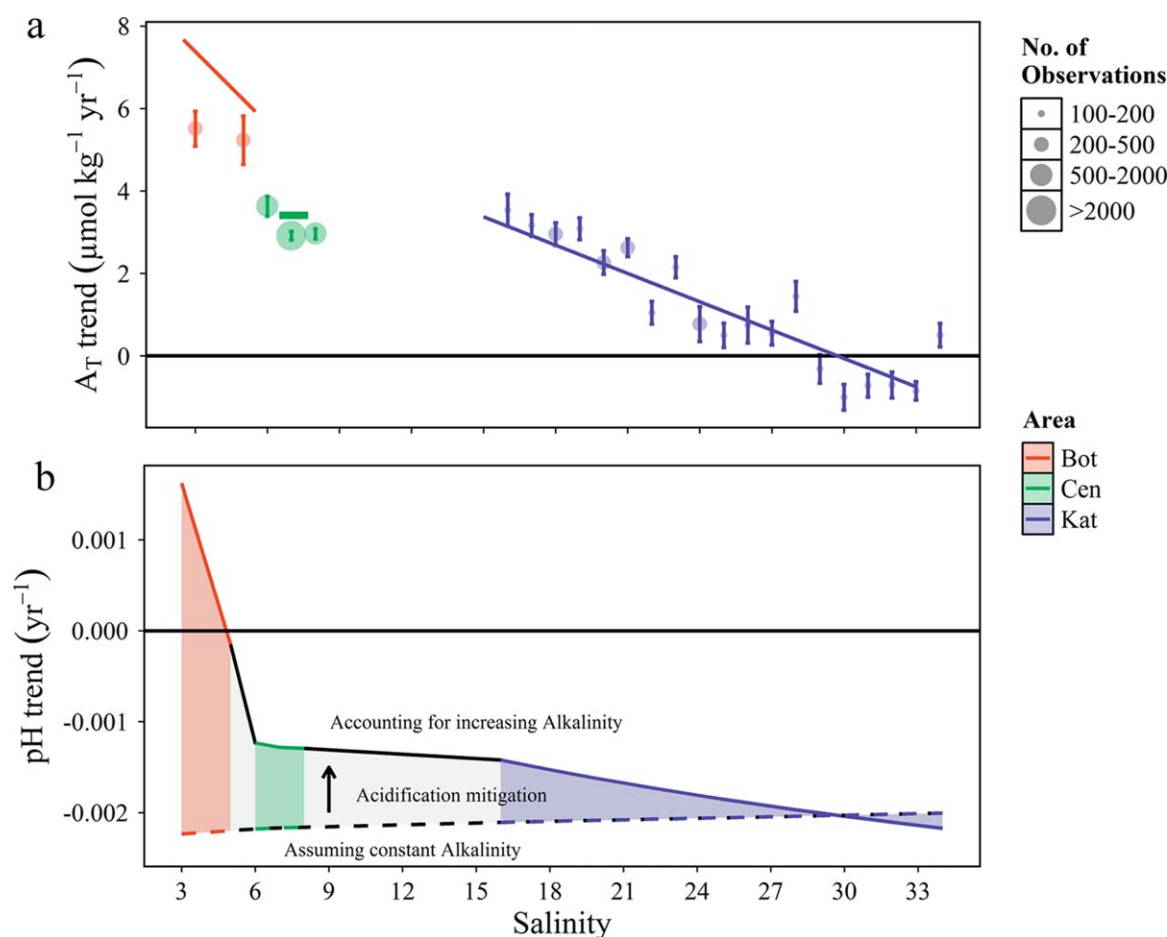 a
8
6
4
2
0
A_T trend (μmol kg⁻¹ yr⁻¹)
No. of
Observations
100-200
200-500
500-2000
>2000
Area
Bot
Cen
Kat
b
0.001
0.000
-0.001
-0.002
pH trend (yr⁻¹)
Accounting for increasing Alkalinity
Acidification mitigation
Assuming constant Alkalinity
3 6 9 12 15 18 21 24 27 30 33
Salinity